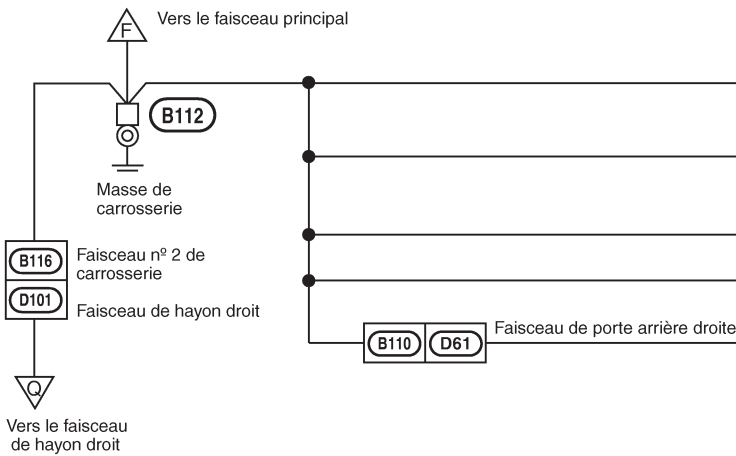 F
Vers le faisceau principal
B112
Masse de
carrosserie
B116
Faisceau nº 2 de
carrosserie
D101
Faisceau de hayon droit
B110
D61
Faisceau de porte arrière droite
Q
Vers le faisceau
de hayon droit